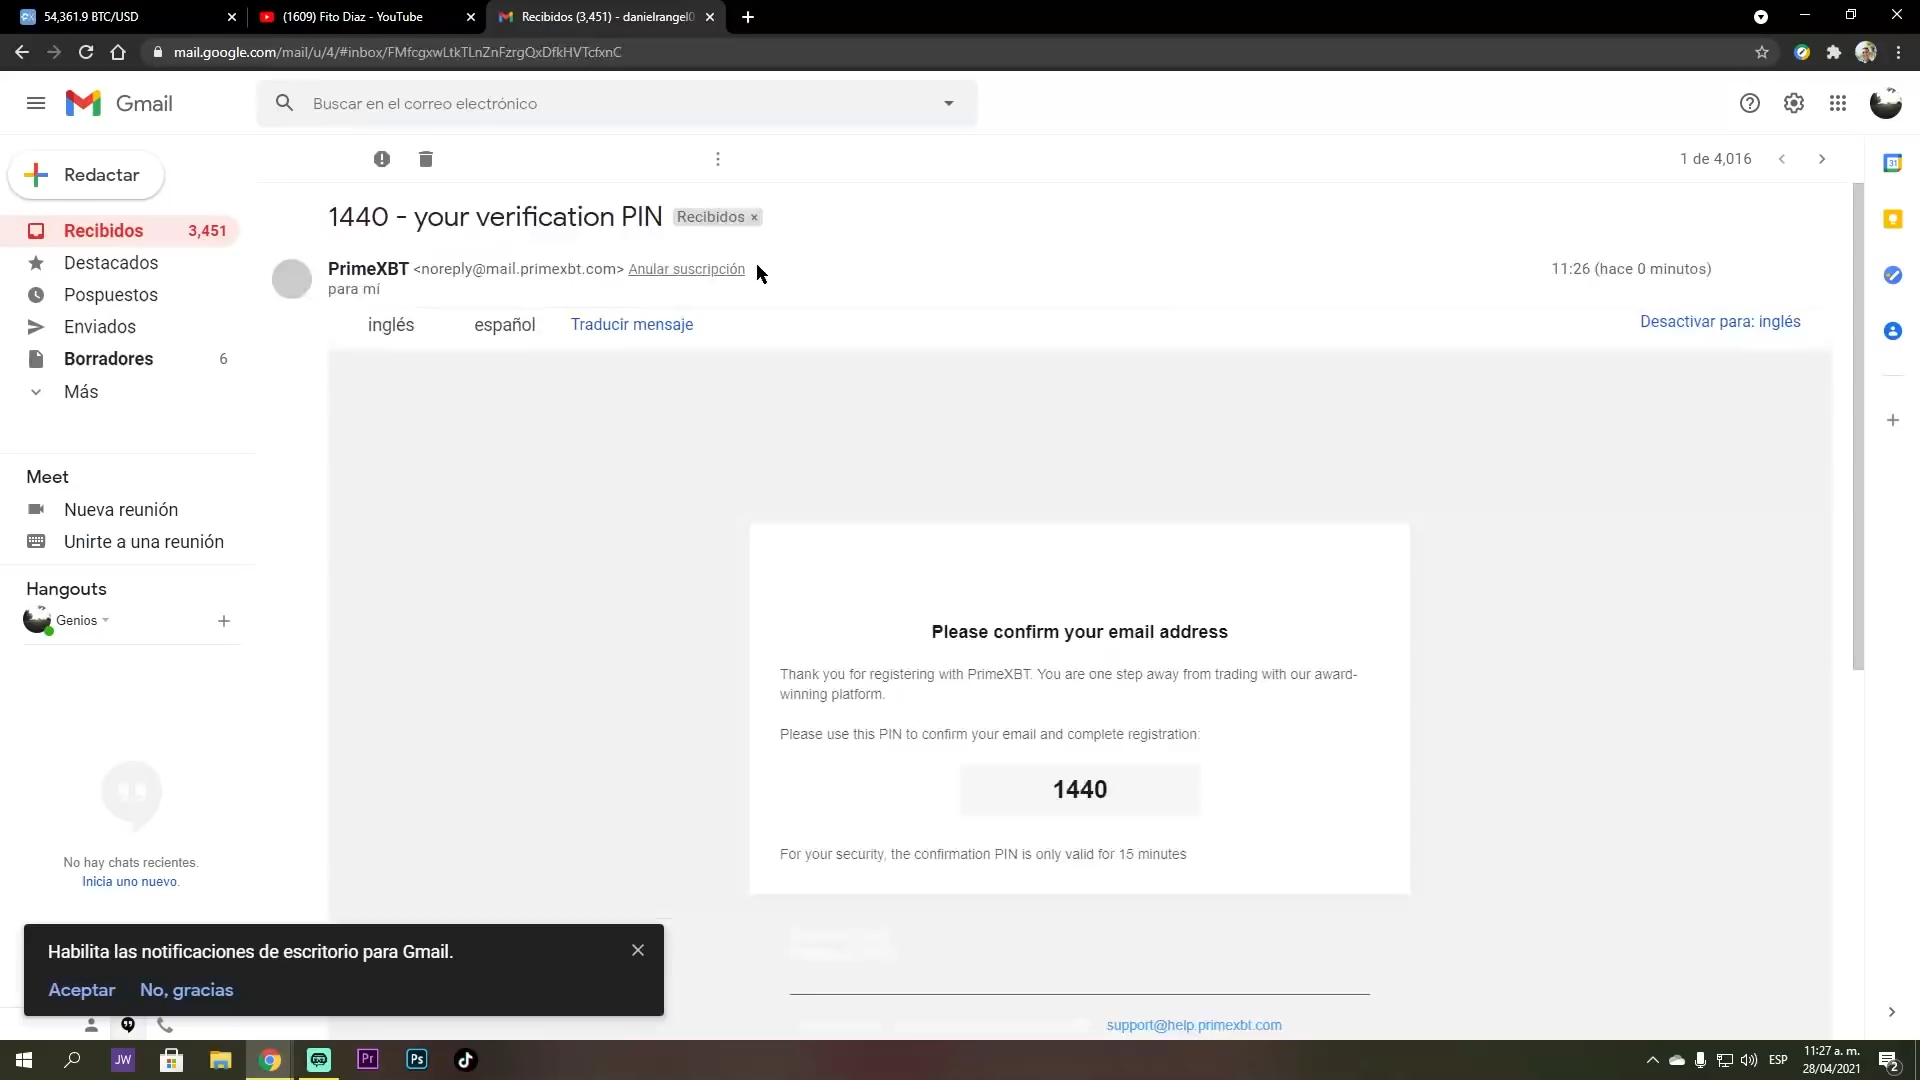 54,361.9 BTC/USD
(1609) Fito Diaz - YouTube
Recibidos (3,451) - danielrangel0
mail.google.com/mail/u/4/#inbox/FMfcgxwLtkTLnZnFzrgQxDfkHVTcfxnC
Gmail
Buscar en el correo electrónico
1 de 4,016
Redactar
Recibidos 3,451
Destacados
Pospuestos
Enviados
Borradores 6
Más
Meet
Nueva reunión
Unirte a una reunión
Hangouts
Genios
No hay chats recientes.
Inicia uno nuevo.
1440 - your verification PIN Recibidos ×
PrimeXBT <noreply@mail.primexbt.com> Anular suscripción
11:26 (hace 0 minutos)
para mí
inglés español Traducir mensaje
Desactivar para: inglés
Please confirm your email address
Thank you for registering with PrimeXBT. You are one step away from trading with our award-
winning platform.
Please use this PIN to confirm your email and complete registration:
1440
For your security, the confirmation PIN is only valid for 15 minutes
support@help.primexbt.com
Habilita las notificaciones de escritorio para Gmail.
Aceptar No, gracias
31
JW
Pr
Ps
ESP
11:27 a. m.
28/04/2021
2